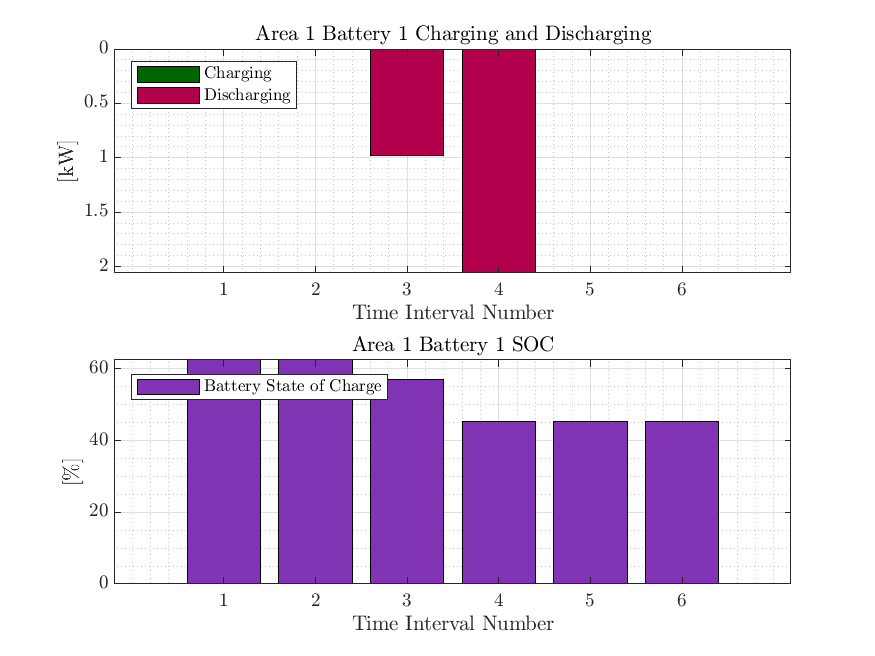 Area 1 Battery 1 Charging and Discharging
0
0.5
1
1.5
2
[kW]
Charging
Discharging
1 2 3 4 5 6
Time Interval Number
Area 1 Battery 1 SOC
60
40
20
0
[%]
Battery State of Charge
1 2 3 4 5 6
Time Interval Number